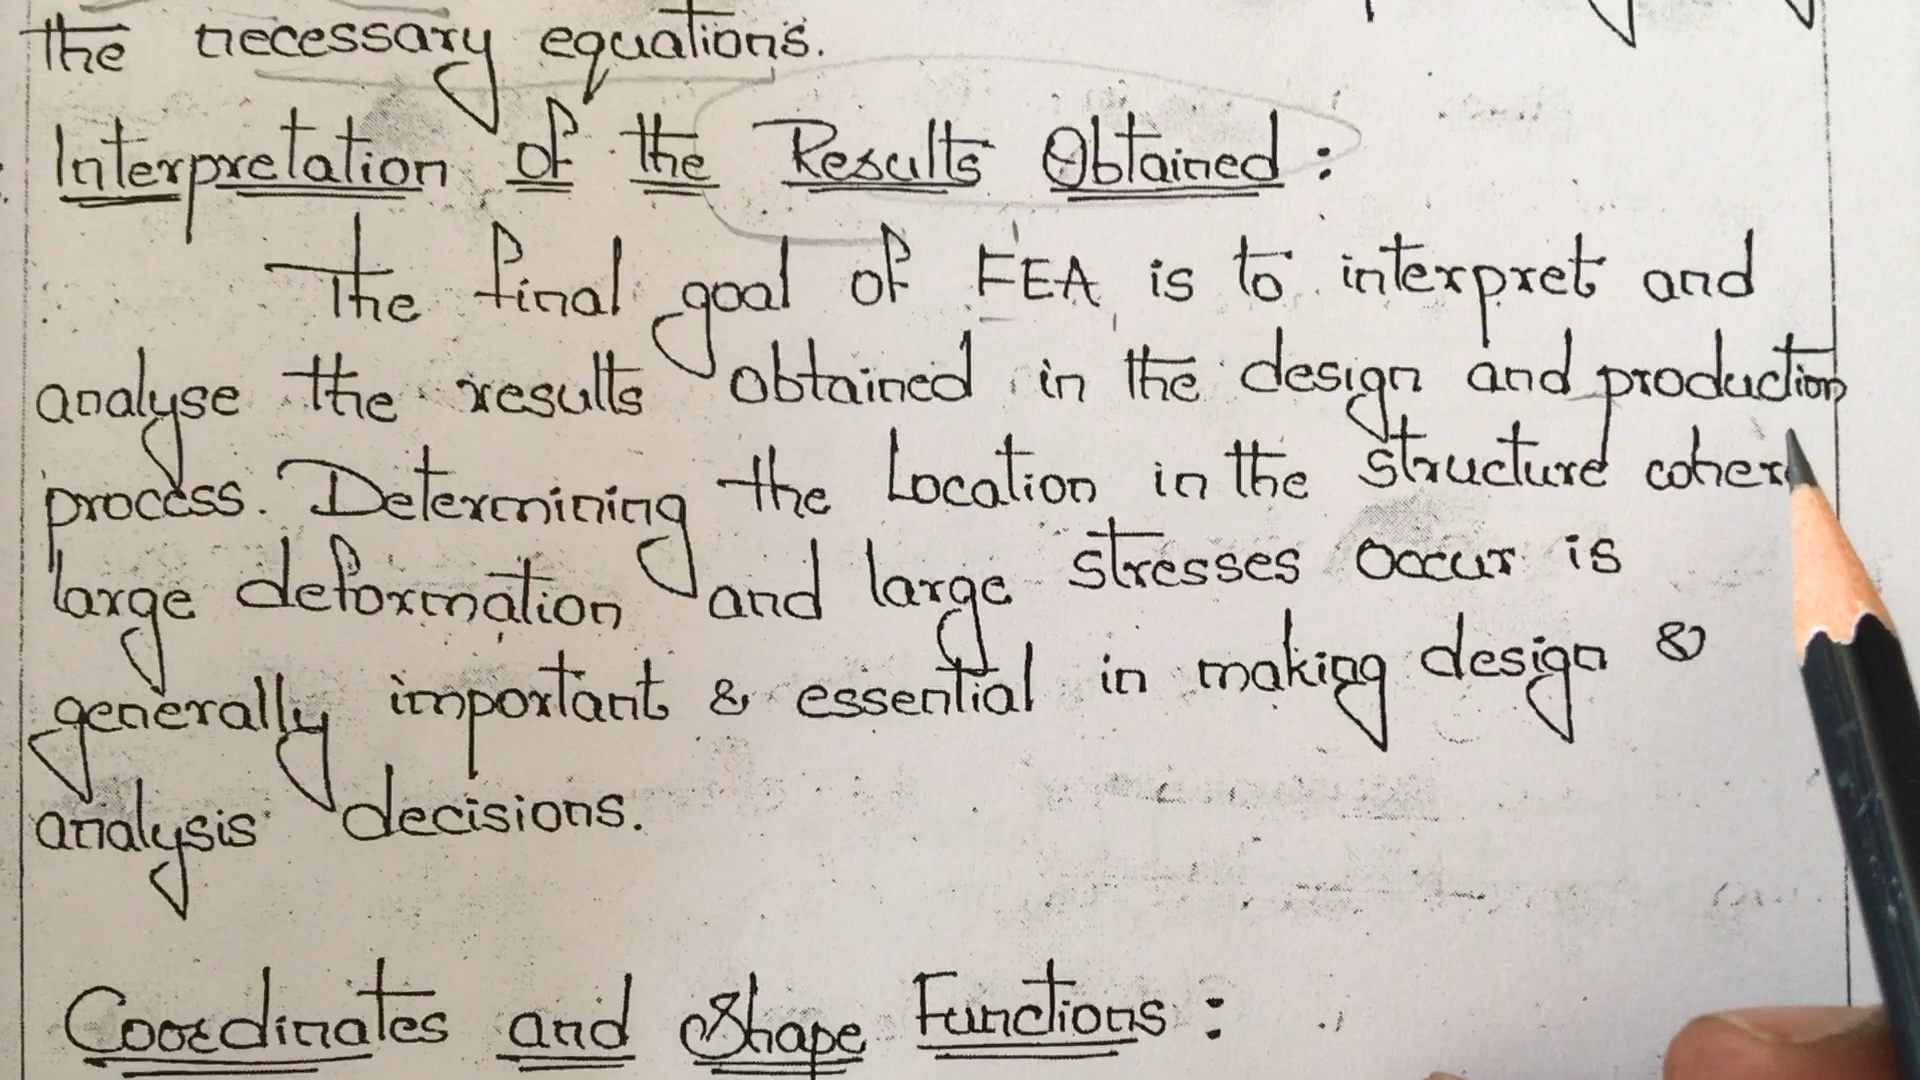 the necessary equations.
Interpretation of the Results Obtained :
The final goal of FEA is to interpret and
analyse the results obtained in the design and production
process. Determining the Location in the structure where
large deformation and large stresses occur is
generally important & essential in making design &
analysis decisions.
Coordinates and Shape Functions :